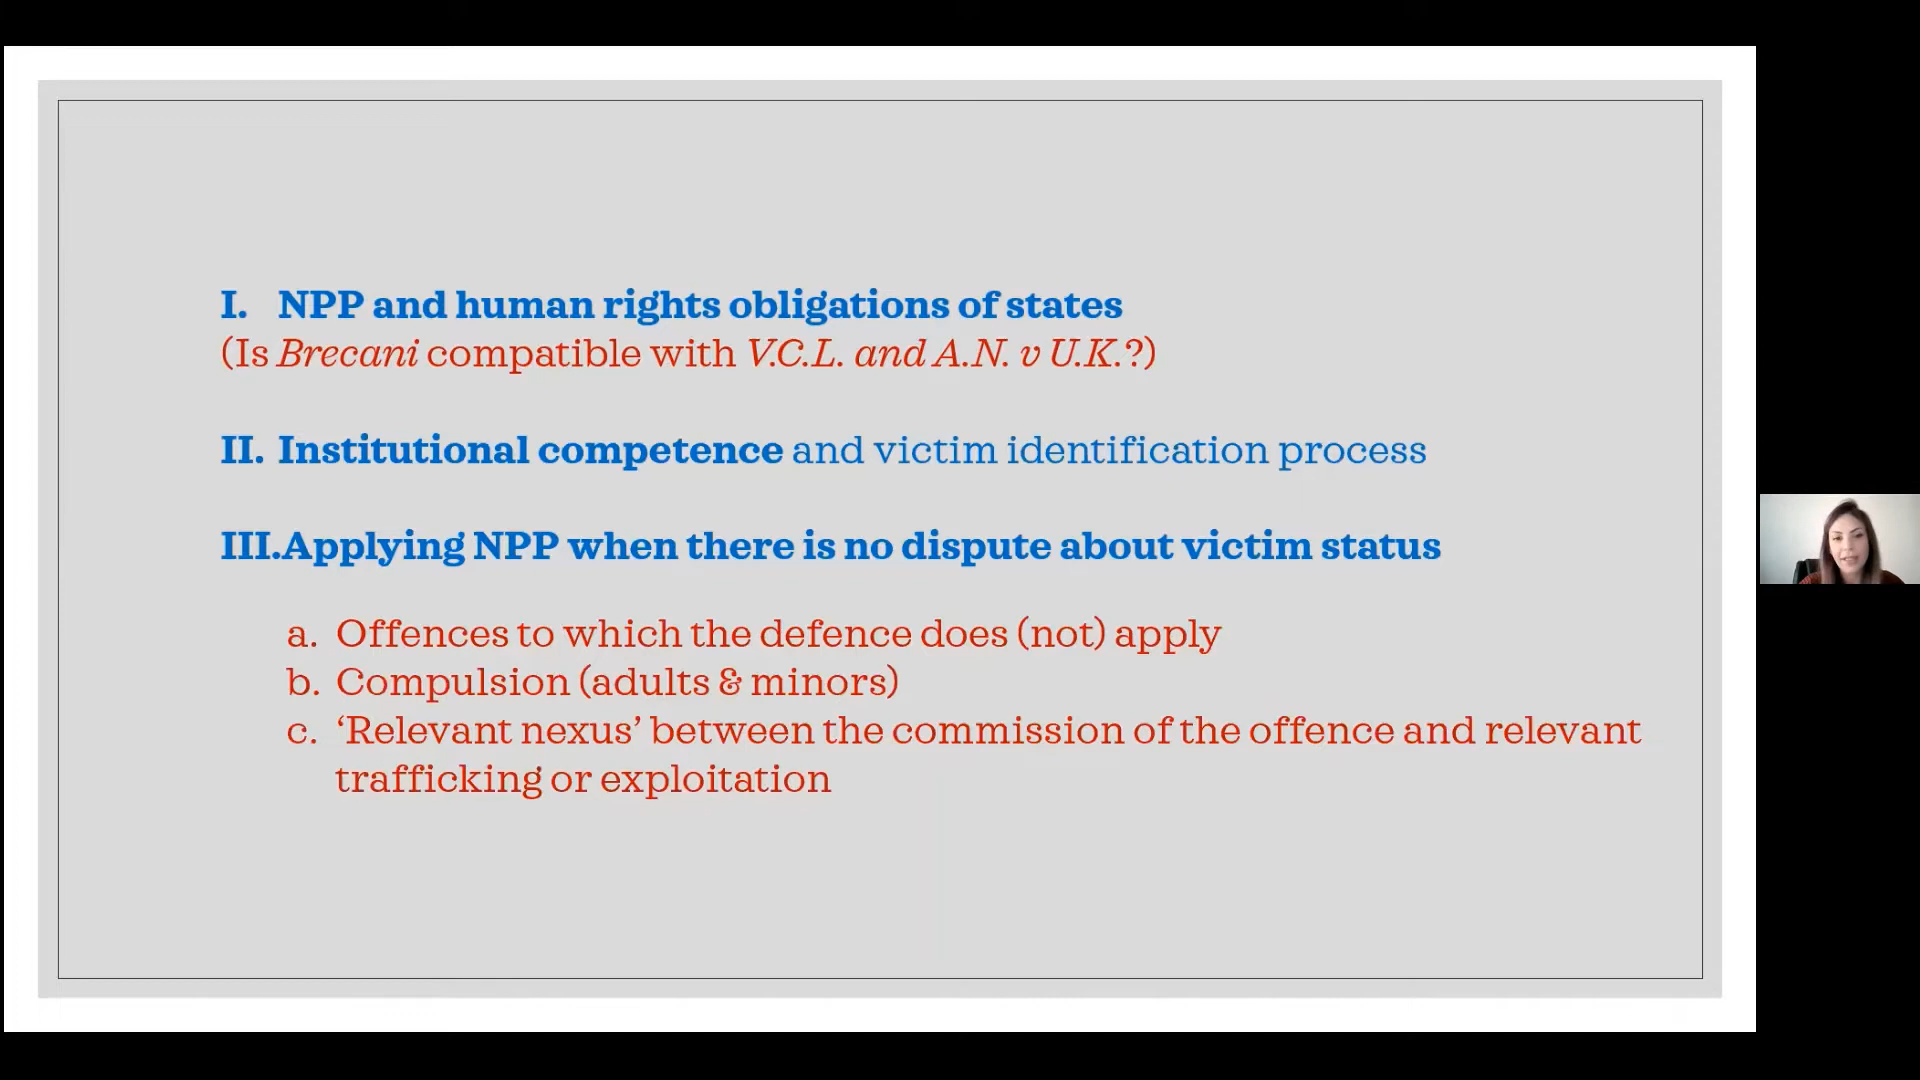 I. NPP and human rights obligations of states
(Is Brecani compatible with V.C.L. and A.N. v U.K.?)
II. Institutional competence and victim identification process
III.Applying NPP when there is no dispute about victim status
a. Offences to which the defence does (not) apply
b. Compulsion (adults & minors)
c. ‘Relevant nexus’ between the commission of the offence and relevant
trafficking or exploitation